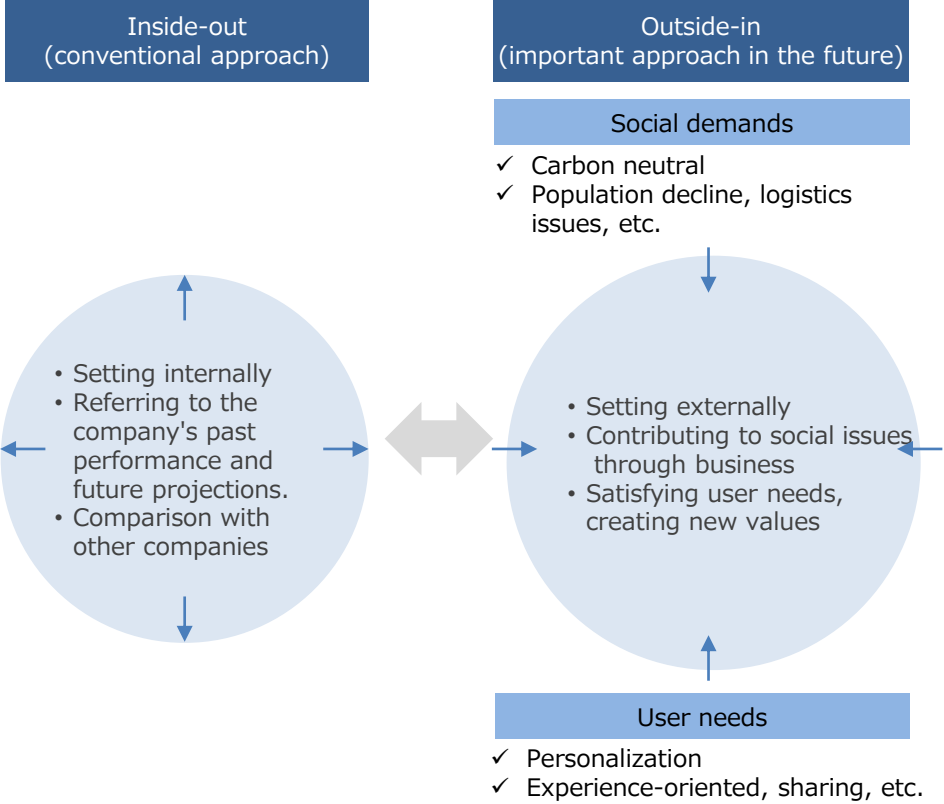 Inside-out
(conventional approach)
Outside-in
(important approach in the future)
Social demands
✓ Carbon neutral
✓ Population decline, logistics
issues, etc.
• Setting internally
• Referring to the
company's past
performance and
future projections.
• Comparison with
other companies
• Setting externally
• Contributing to social issues
through business
• Satisfying user needs,
creating new values
User needs
✓ Personalization
✓ Experience-oriented, sharing, etc.